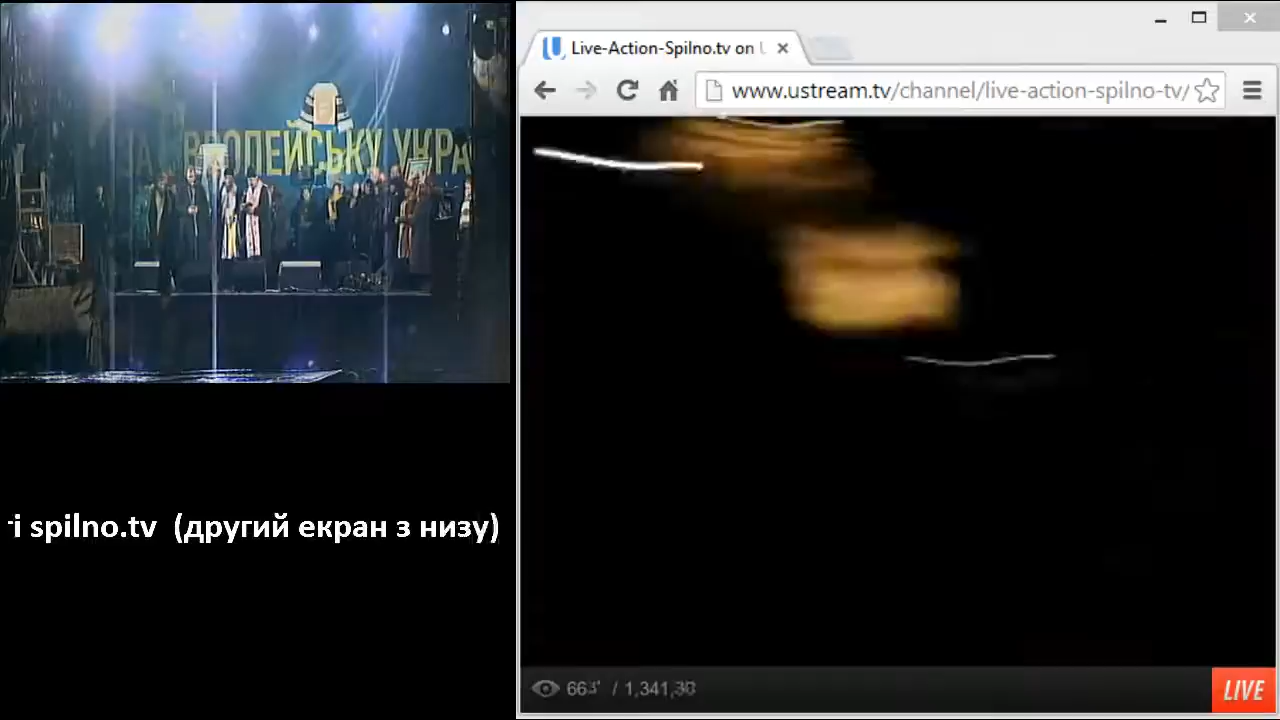 ВРОПЕЙСЬКУ УКРА
spilno.tv (другий екран з низу)
Live-Action-Spilno.tv on
www.ustream.tv/channel/live-action-spilno-tv/
LIVE